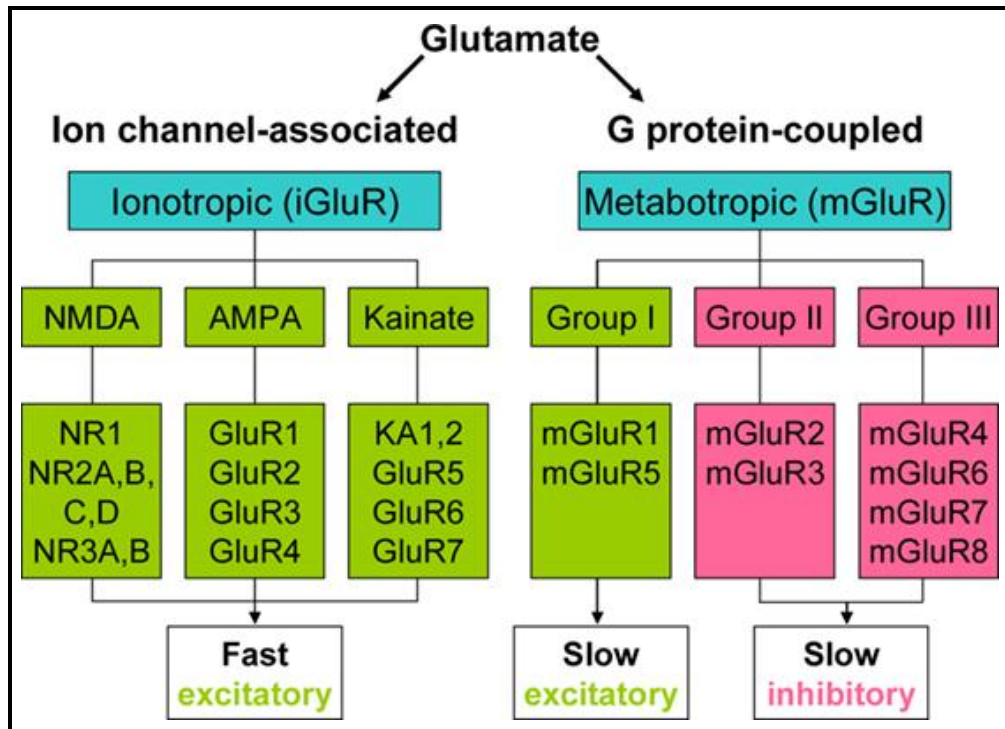 Glutamate
Ion channel-associated
G protein-coupled
Ionotropic (iGluR)
Metabotropic (mGluR)
NMDA
AMPA
Kainate
Group I
Group II
Group III
NR1
NR2A,B,
C,D
NR3A,B
GluR1
GluR2
GluR3
GluR4
KA1,2
GluR5
GluR6
GluR7
mGluR1
mGluR5
mGluR2
mGluR3
mGluR4
mGluR6
mGluR7
mGluR8
Fast
excitatory
Slow
excitatory
Slow
inhibitory